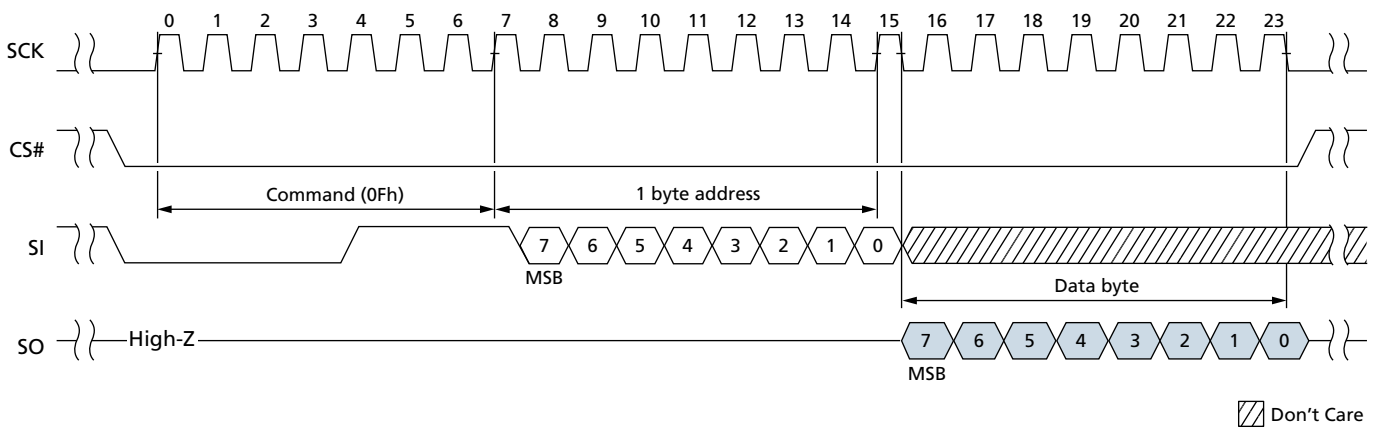 0 1 2 3 4 5 6 7 8 9 10 11 12 13 14 15 16 17 18 19 20 21 22 23
SCK
CS#
Command (0Fh) 1 byte address
SI 7 6 5 4 3 2 1 0
MSB
Data byte
SO High-Z 7 6 5 4 3 2 1 0
MSB
Don't Care